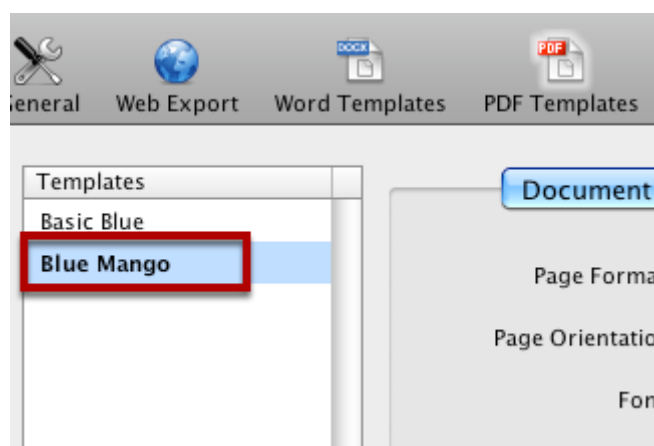 DOCX
PDF
General Web Export Word Templates PDF Templates
Templates
Document
Basic Blue
Blue Mango
Page Forma
Page Orientatio
Fon